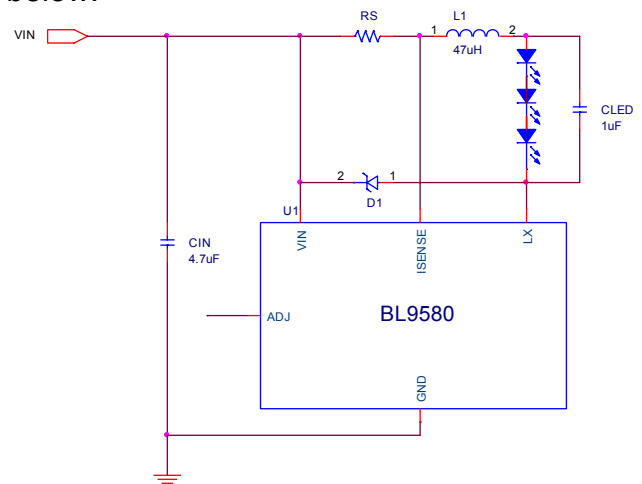 RS
L1
VIN
1
2
47uH
CLED
1uF
2
1
D1
U1
VIN
ISENSE
LX
CIN
4.7uF
ADJ
BL9580
GND